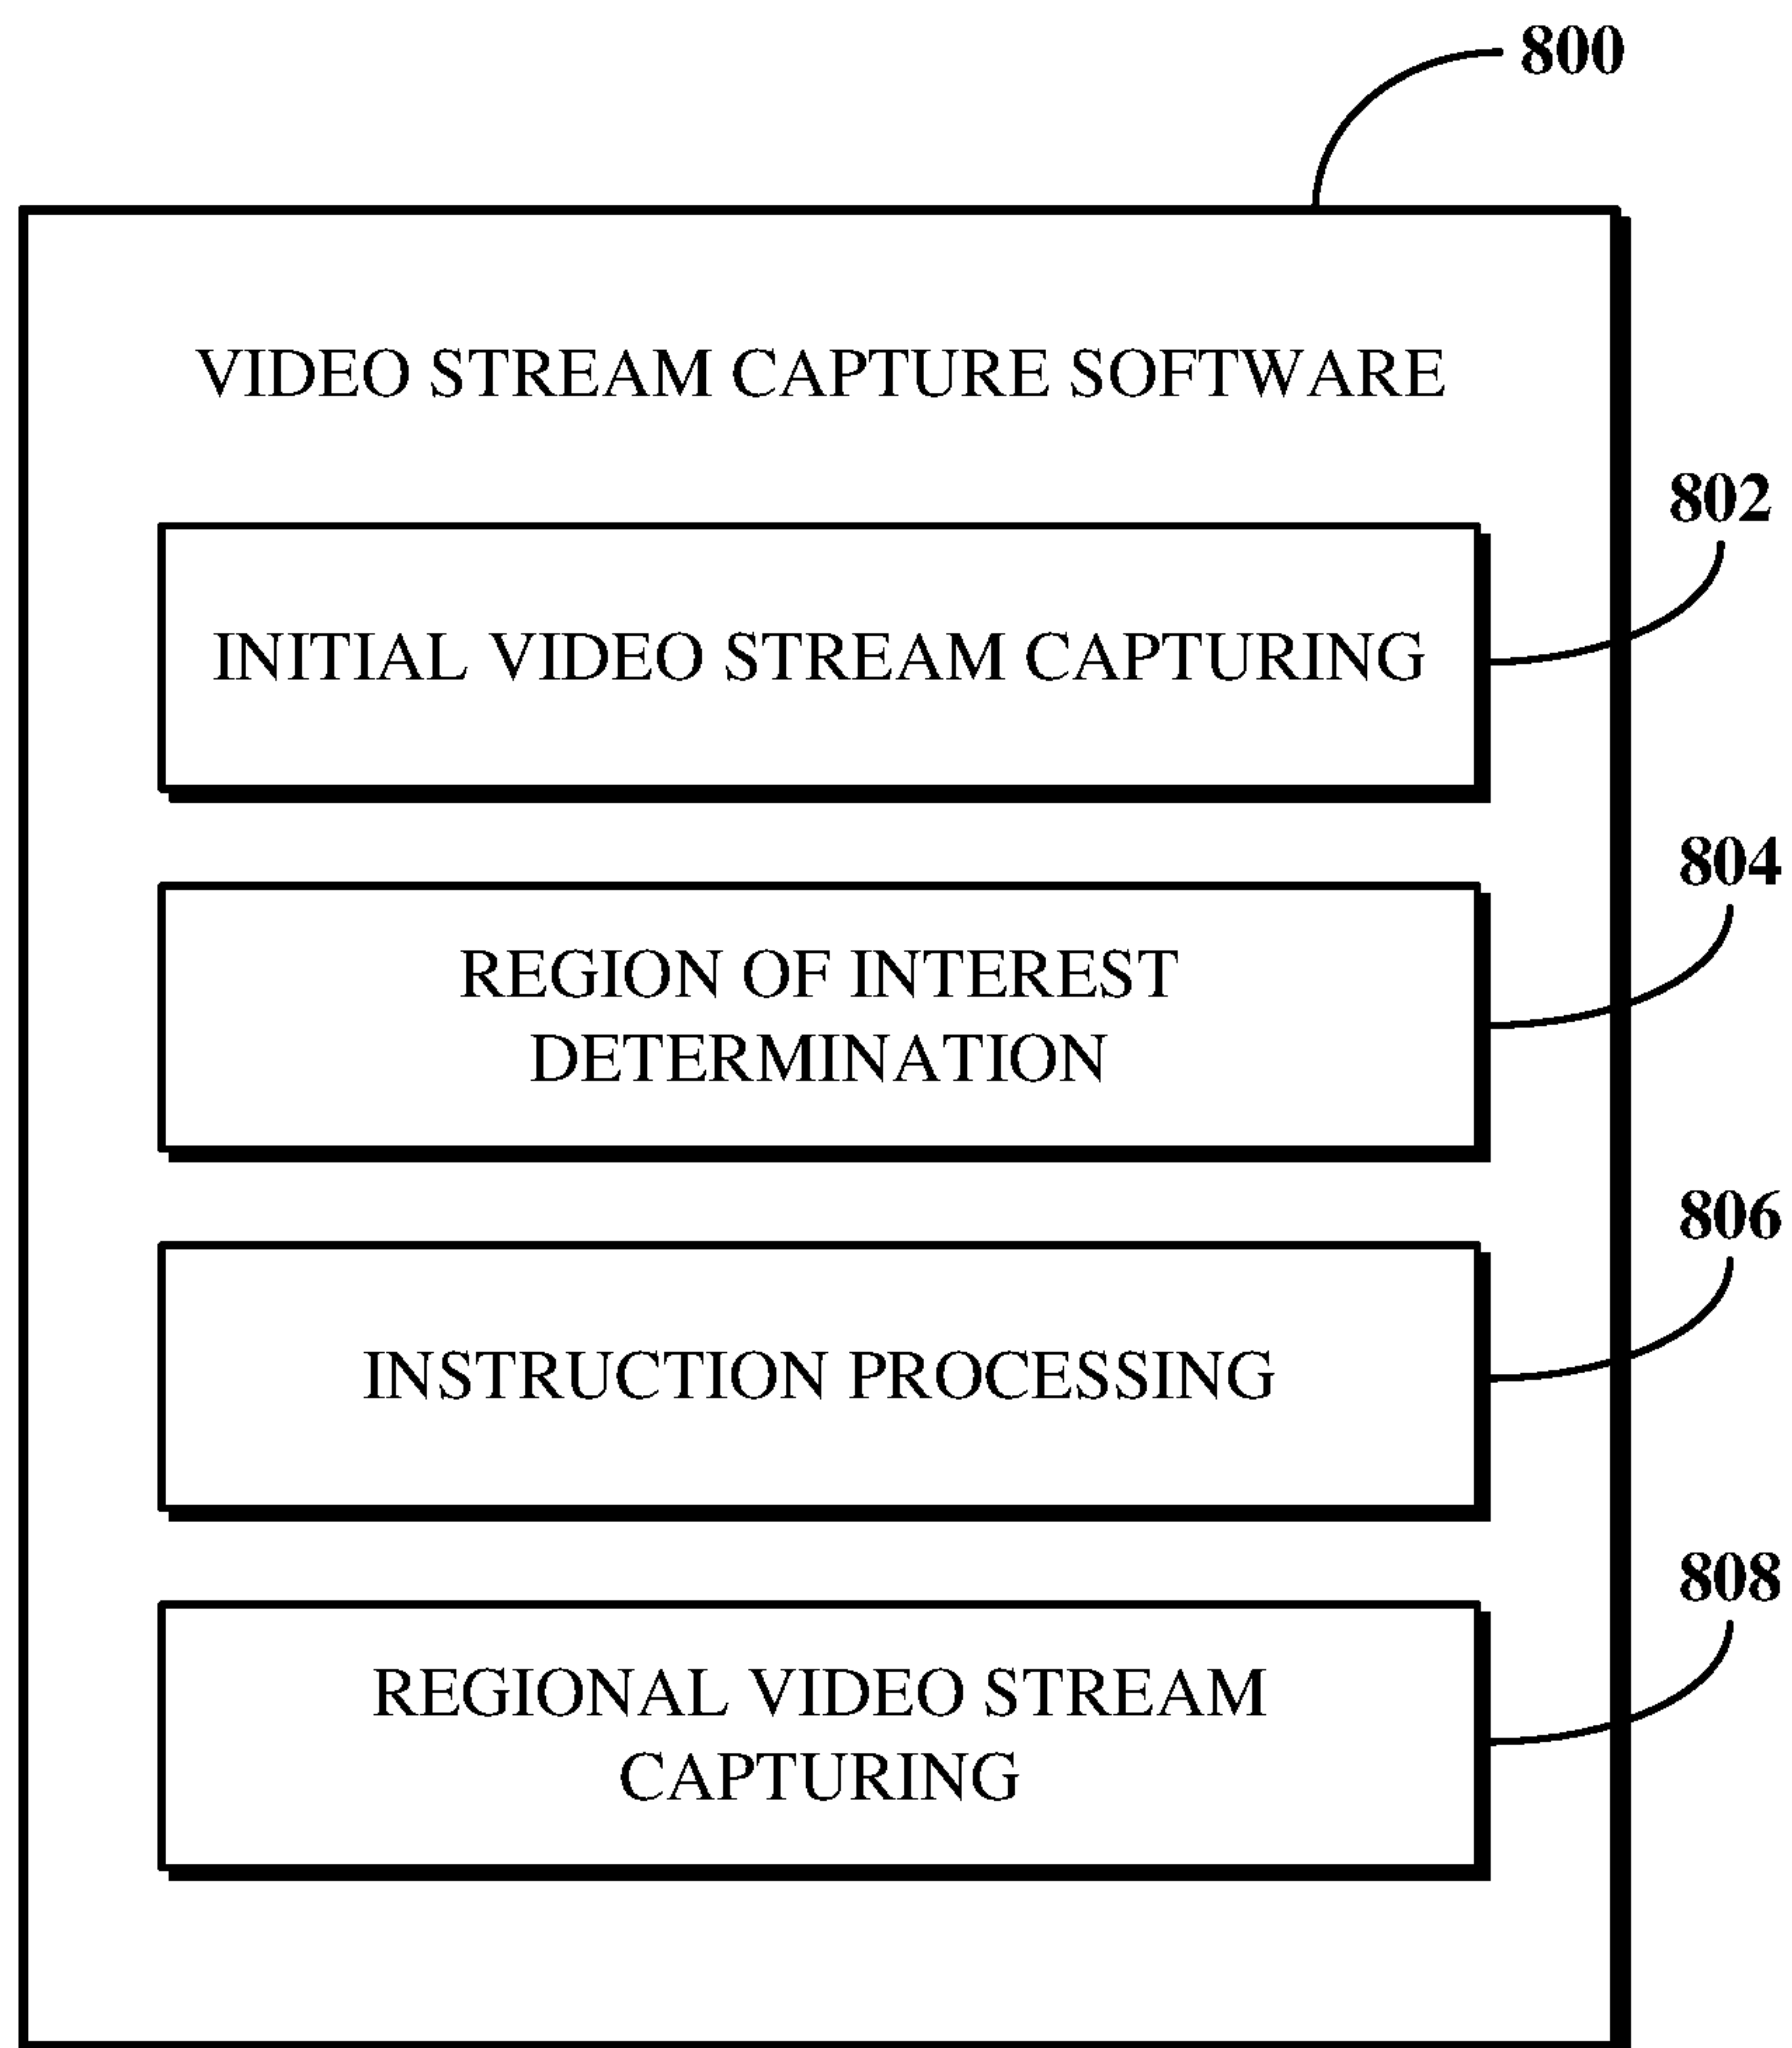 800
VIDEO STREAM CAPTURE SOFTWARE
802
INITIAL VIDEO STREAM CAPTURING
804
REGION OF INTEREST
DETERMINATION
806
INSTRUCTION PROCESSING
808
REGIONAL VIDEO STREAM
CAPTURING